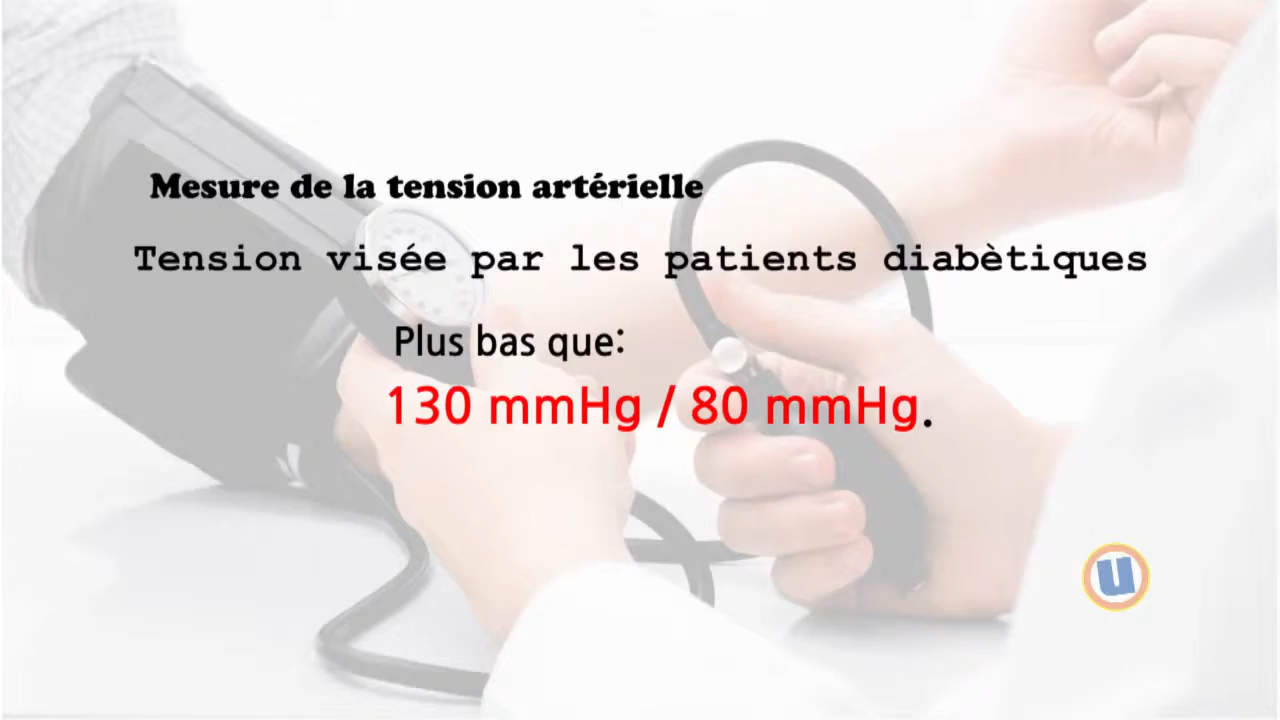 Mesure de la tension artérielle
Tension visée par les patients diabètiques
Plus bas que:
130 mmHg / 80 mmHg.
U